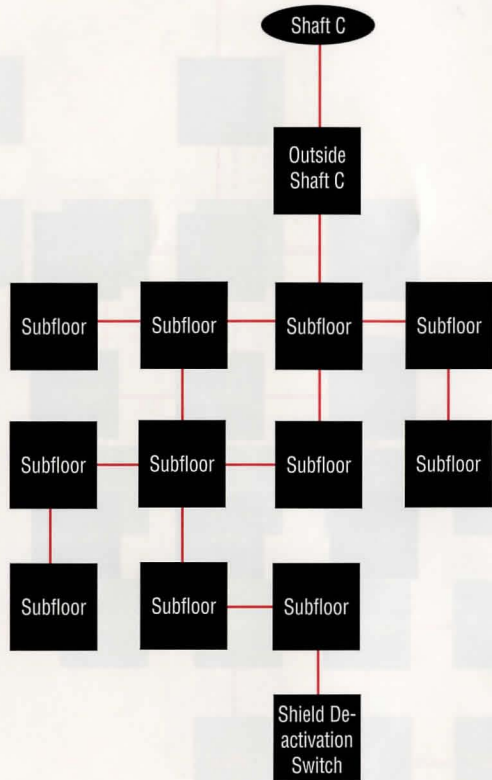 Shaft C
Outside
Shaft C
Subfloor
Subfloor
Subfloor
Subfloor
Subfloor
Subfloor
Subfloor
Subfloor
Subfloor
Subfloor
Subfloor
Shield De-
activation
Switch